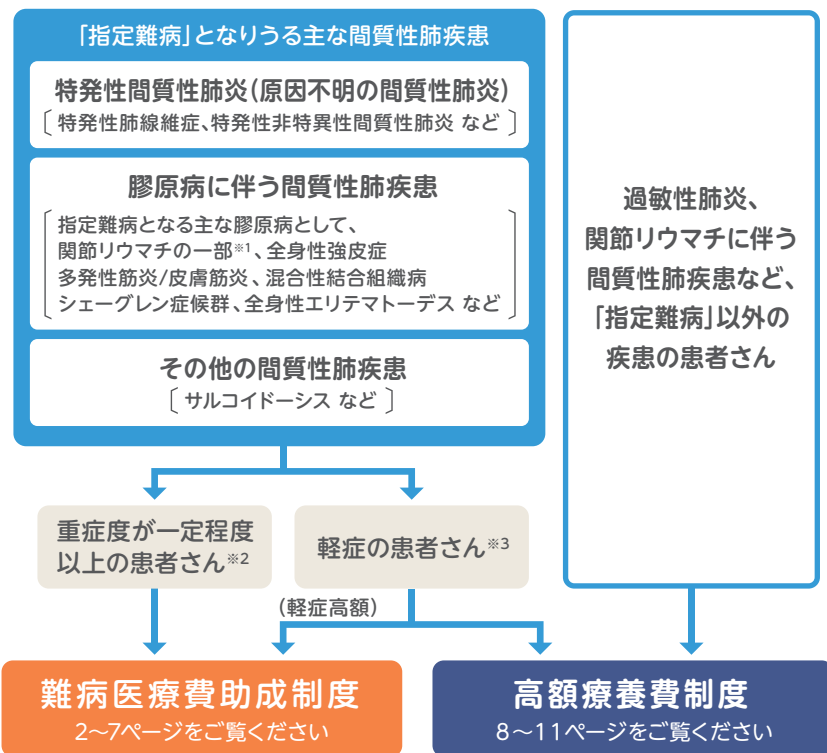 「指定難病」となりうる主な間質性肺疾患
特発性間質性肺炎(原因不明の間質性肺炎)
[ 特発性肺線維症、特発性非特異性間質性肺炎 など ]
膠原病に伴う間質性肺疾患
指定難病となる主な膠原病として、
関節リウマチの一部※1、全身性強皮症
多発性筋炎/皮膚筋炎、混合性結合組織病
シェーグレン症候群、全身性エリテマトーデス など
その他の間質性肺疾患
[ サルコイドーシス など ]
過敏性肺炎、
関節リウマチに伴う
間質性肺疾患など、
「指定難病」以外の
疾患の患者さん
重症度が一定程度
以上の患者さん※2
軽症の患者さん※3
(軽症高額)
難病医療費助成制度
2〜7ページをご覧ください
高額療養費制度
8〜11ページをご覧ください